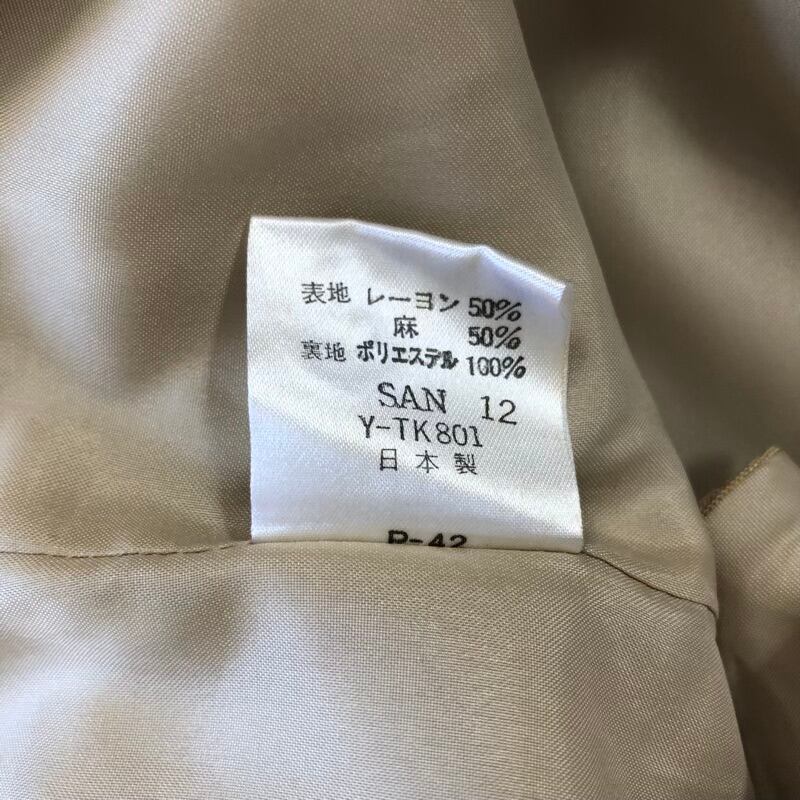 表地 レーヨン 50%
麻 50%
裏地 ポリエステル 100%
SAN 12
Y-TK801
日本製
P-42